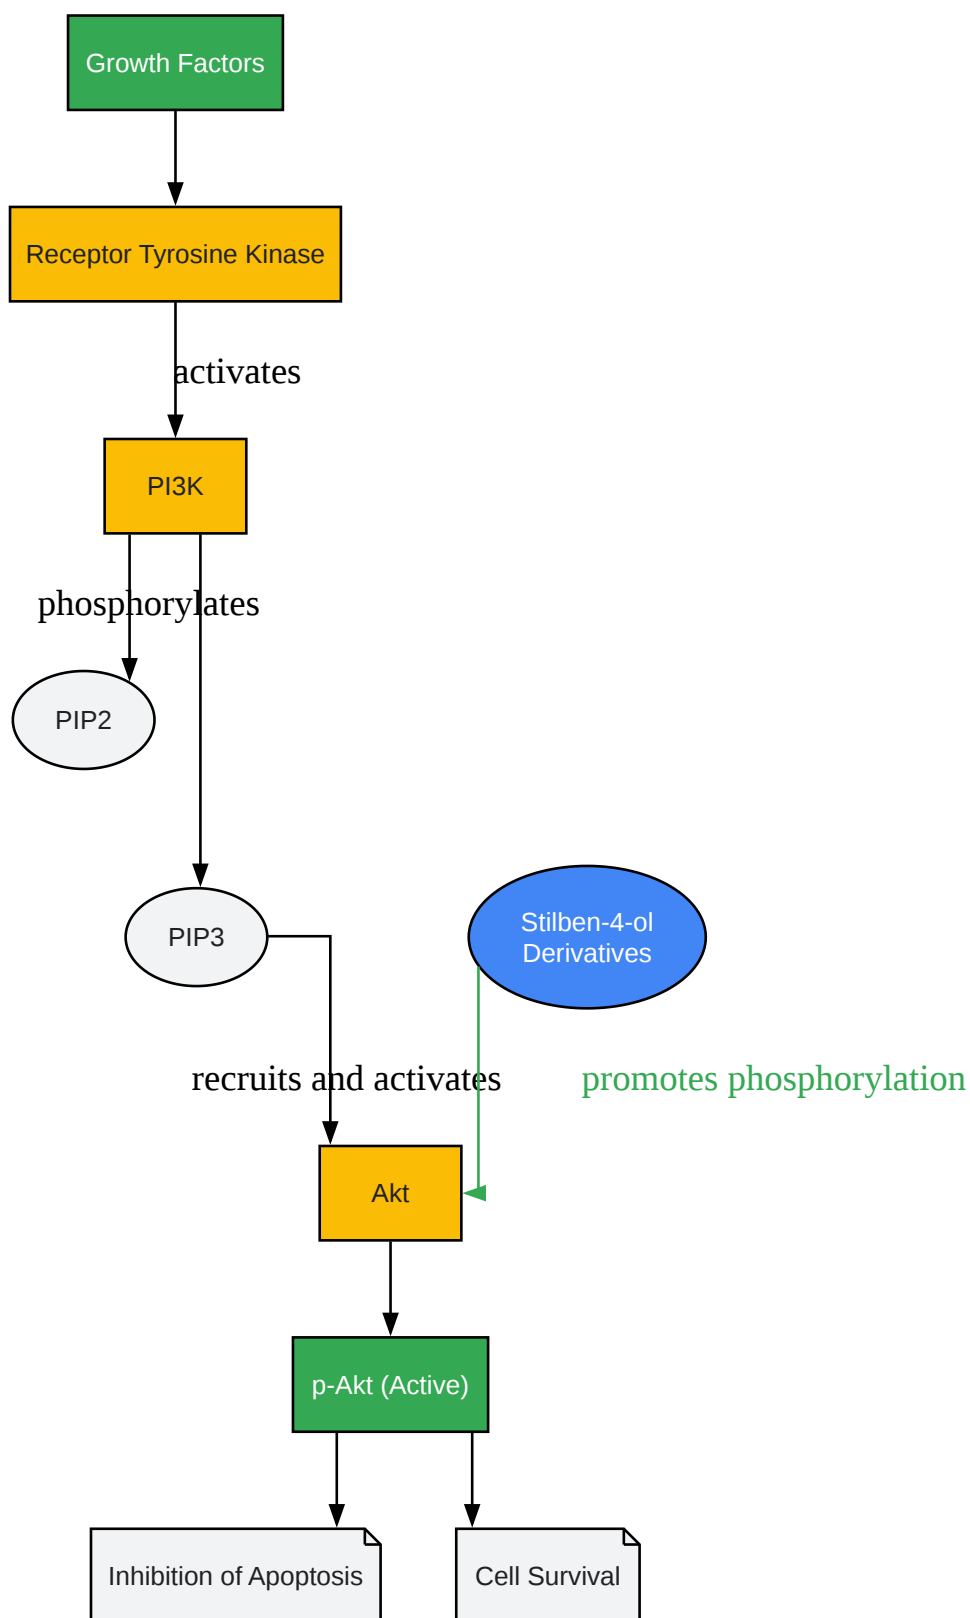 Growth Factors
Receptor Tyrosine Kinase
activates
PI3K
phosphorylates
PIP2
PIP3
Stilben-4-ol
Derivatives
recruits and activates
promotes phosphorylation
Akt
p-Akt (Active)
Inhibition of Apoptosis
Cell Survival